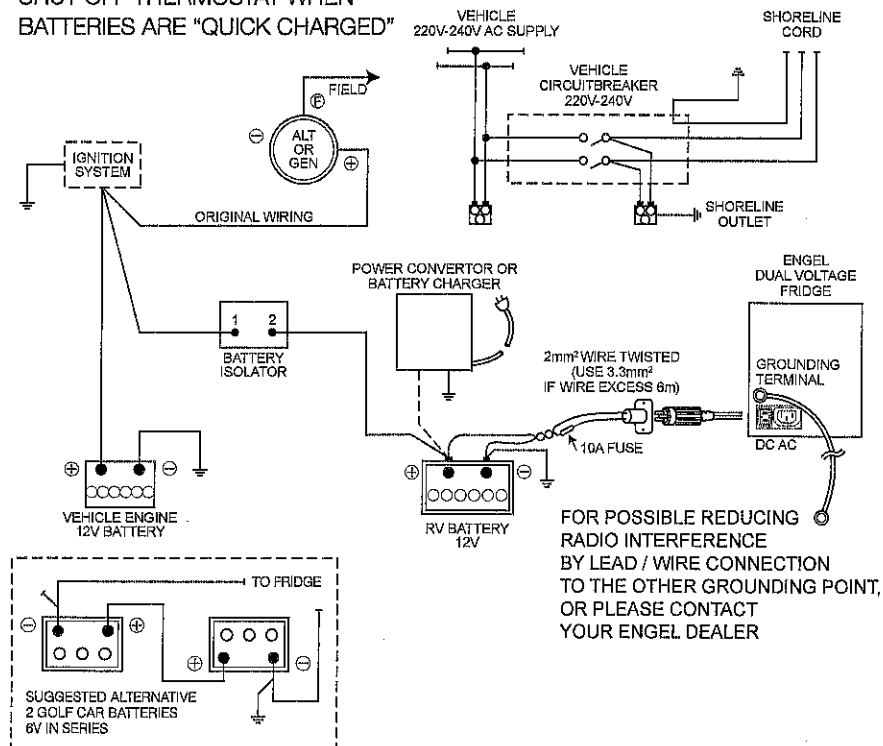 SHUT OFF THERMOSTAT WHEN
BATTERIES ARE "QUICK CHARGED"
VEHICLE
220V-240V AC SUPPLY
SHORELINE
CORD
VEHICLE
CIRCUITBREAKER
220V-240V
FIELD
F
ALT
OR
GEN
IGNITION
SYSTEM
ORIGINAL WIRING
SHORELINE
OUTLET
POWER CONVERTOR OR
BATTERY CHARGER
ENGEL
DUAL VOLTAGE
FRIDGE
1 2
BATTERY
ISOLATOR
2mm² WIRE TWISTED
(USE 3.3mm²
IF WIRE EXCESS 6m)
GROUNDING
TERMINAL
DC AC
10A FUSE
VEHICLE ENGINE
12V BATTERY
RV BATTERY
12V
FOR POSSIBLE REDUCING
RADIO INTERFERENCE
BY LEAD / WIRE CONNECTION
TO THE OTHER GROUNDING POINT,
OR PLEASE CONTACT
YOUR ENGEL DEALER
TO FRIDGE
SUGGESTED ALTERNATIVE
2 GOLF CAR BATTERIES
6V IN SERIES